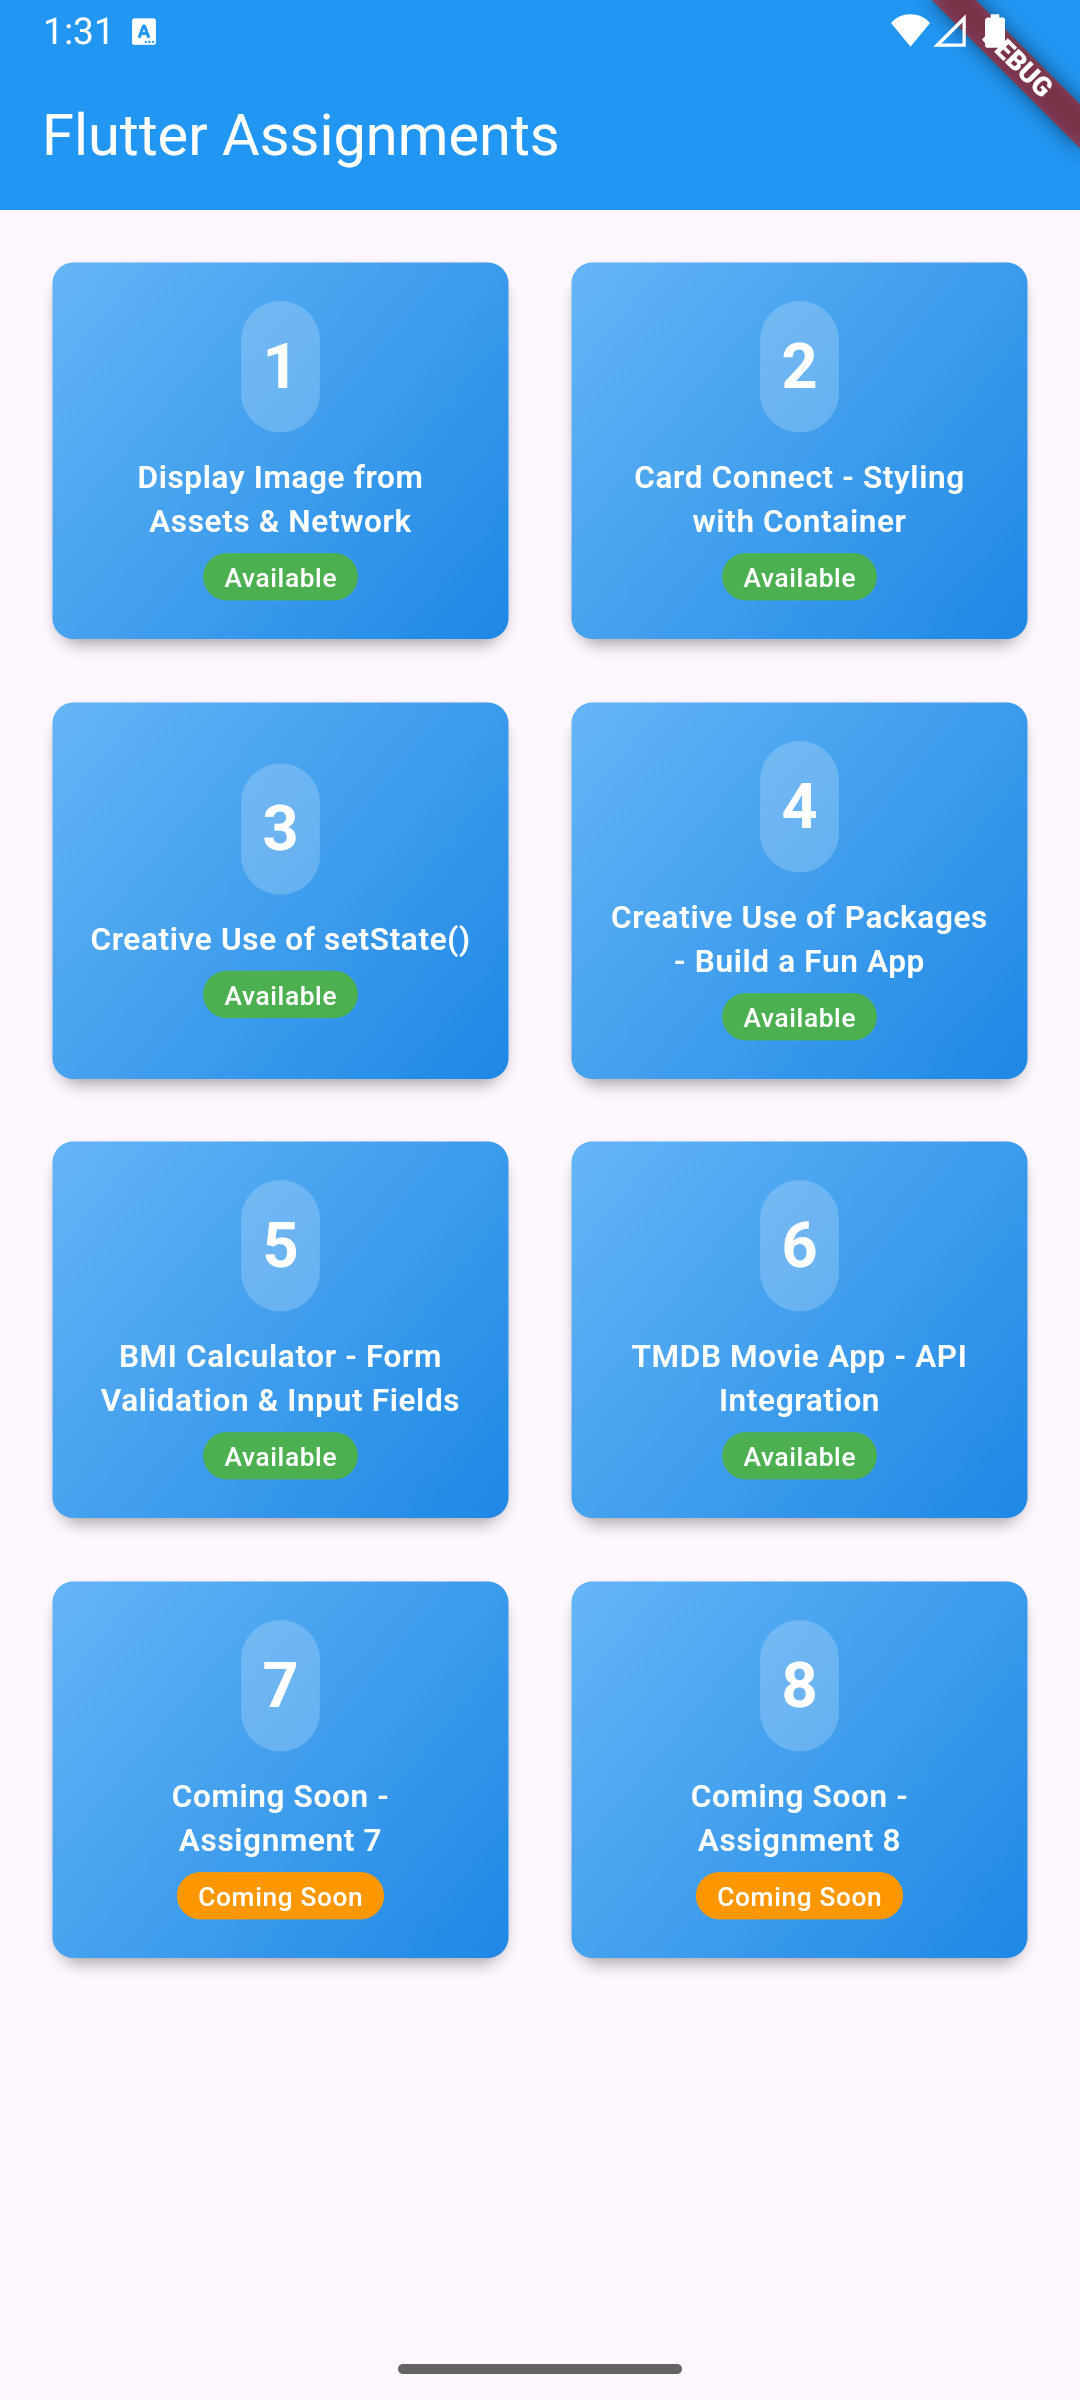 1:31
DEBUG
Flutter Assignments
1
Display Image from
Assets & Network
Available
2
Card Connect - Styling
with Container
Available
3
Creative Use of setState()
Available
4
Creative Use of Packages
- Build a Fun App
Available
5
BMI Calculator - Form
Validation & Input Fields
Available
6
TMDB Movie App - API
Integration
Available
7
Coming Soon -
Assignment 7
Coming Soon
8
Coming Soon -
Assignment 8
Coming Soon